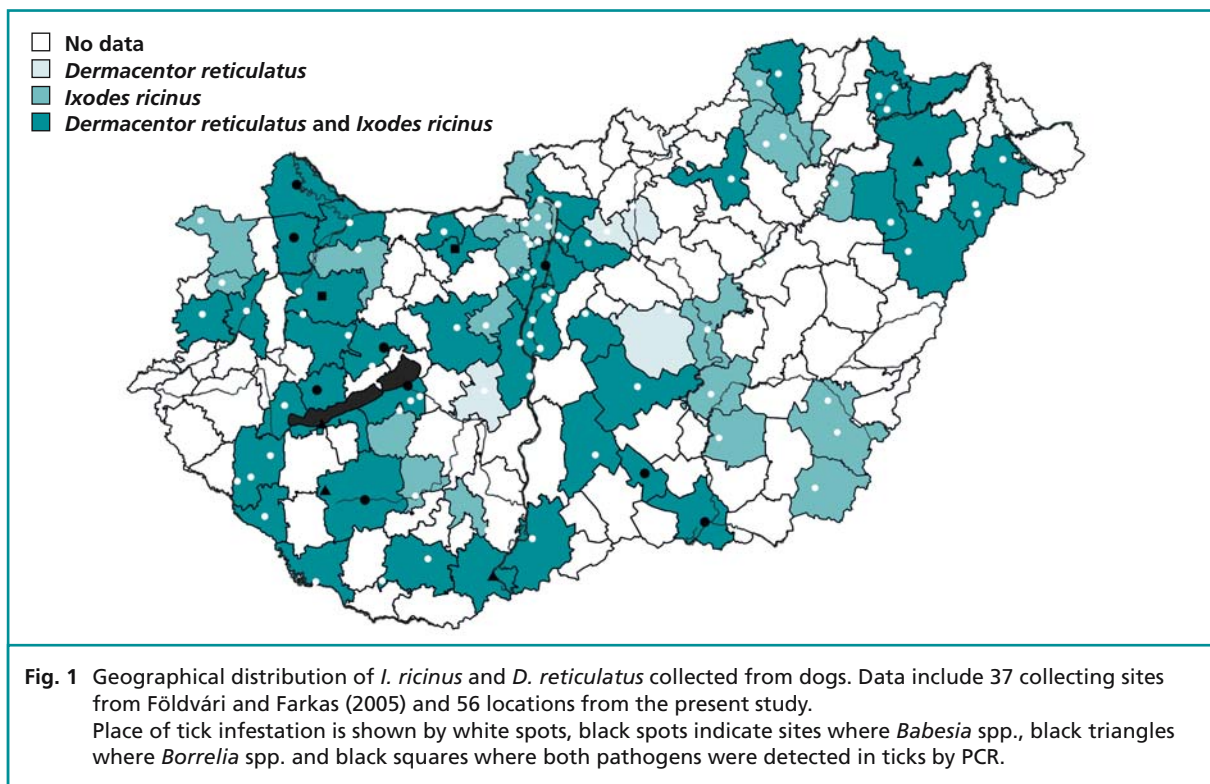 No data
Dermacentor reticulatus
Ixodes ricinus
Dermacentor reticulatus and Ixodes ricinus
Fig. 1 Geographical distribution of I. ricinus and D. reticulatus collected from dogs. Data include 37 collecting sites
from Földvári and Farkas (2005) and 56 locations from the present study.
Place of tick infestation is shown by white spots, black spots indicate sites where Babesia spp., black triangles
where Borrelia spp. and black squares where both pathogens were detected in ticks by PCR.